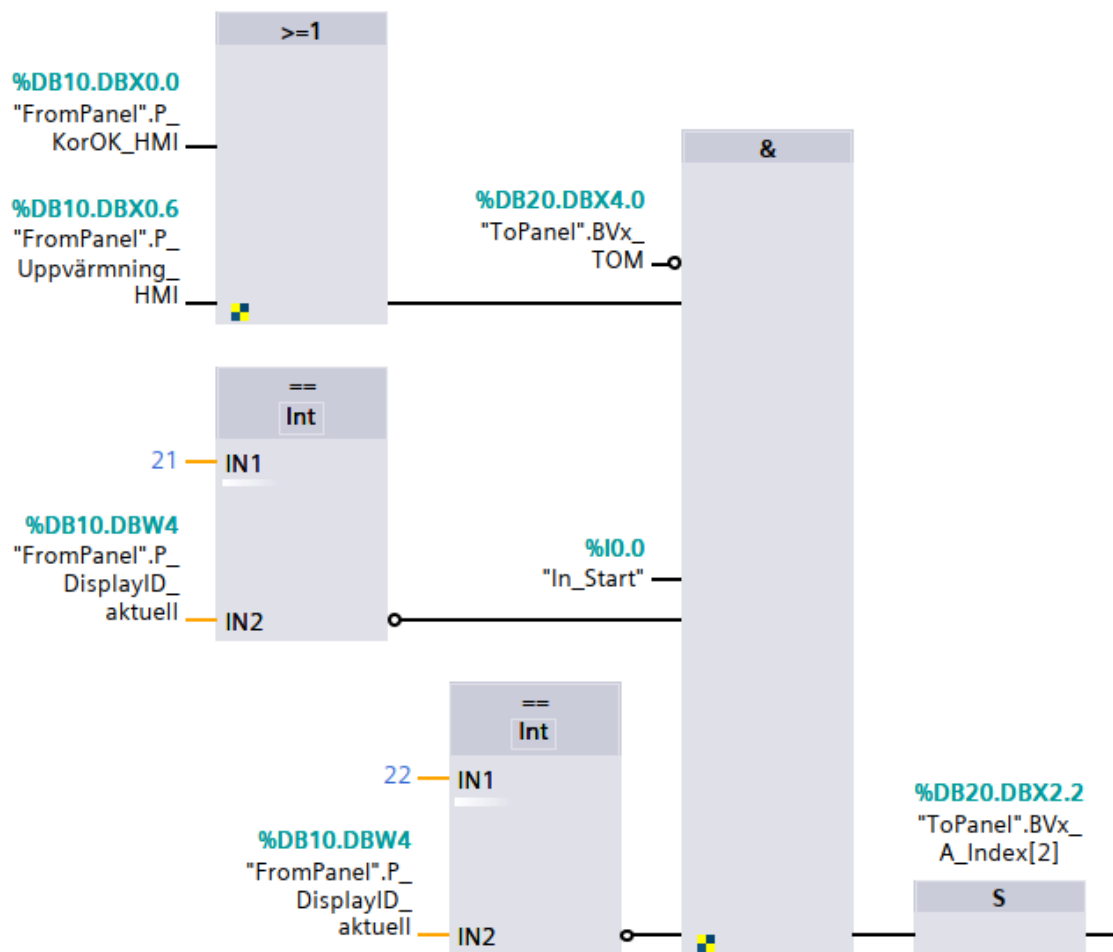 >=1
%DB10.DBX0.0
"FromPanel".P_
KorOK_HMI
%DB10.DBX0.6
"FromPanel".P_
Uppvärmning_
HMI
&
%DB20.DBX4.0
"ToPanel".BVx_
TOM
==
Int
21
IN1
%DB10.DBW4
"FromPanel".P_
DisplayID_
aktuell
IN2
%I0.0
"In_Start"
==
Int
22
IN1
%DB10.DBW4
"FromPanel".P_
DisplayID_
aktuell
IN2
%DB20.DBX2.2
"ToPanel".BVx_
A_Index[2]
S